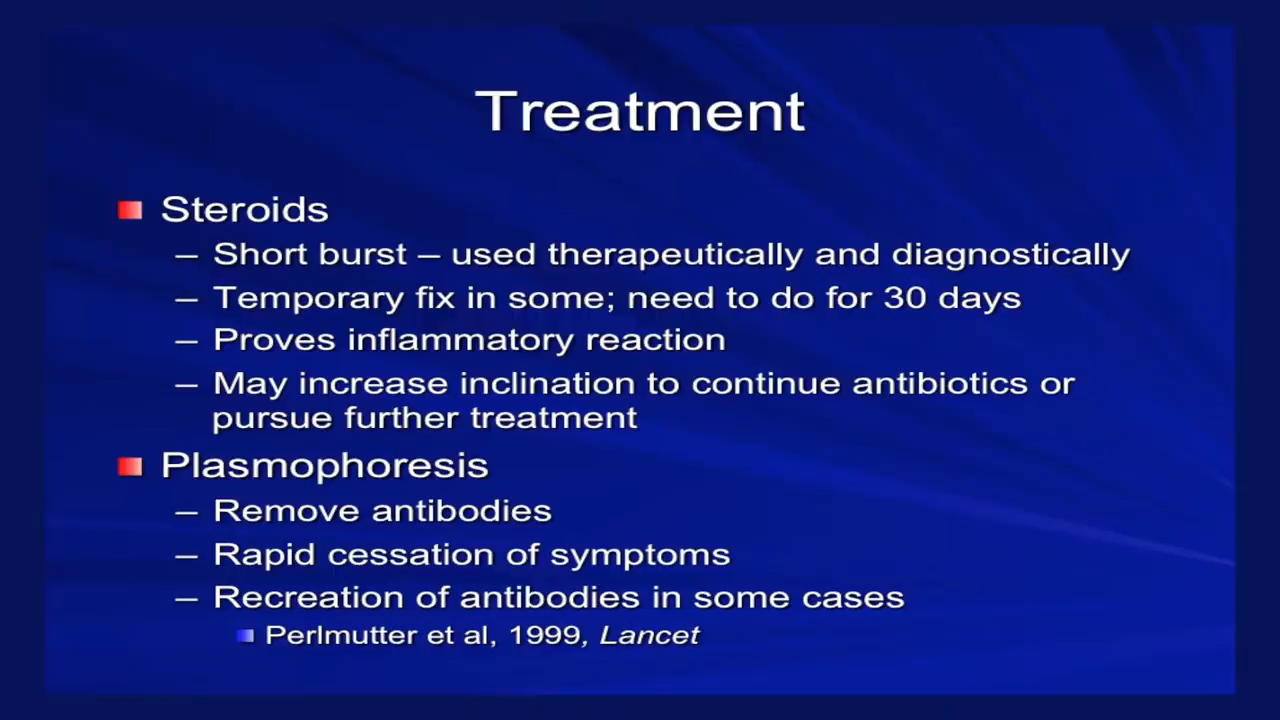 Treatment
Steroids
– Short burst – used therapeutically and diagnostically
– Temporary fix in some; need to do for 30 days
– Proves inflammatory reaction
– May increase inclination to continue antibiotics or
pursue further treatment
Plasmophoresis
– Remove antibodies
– Rapid cessation of symptoms
– Recreation of antibodies in some cases
Perlmutter et al, 1999, Lancet